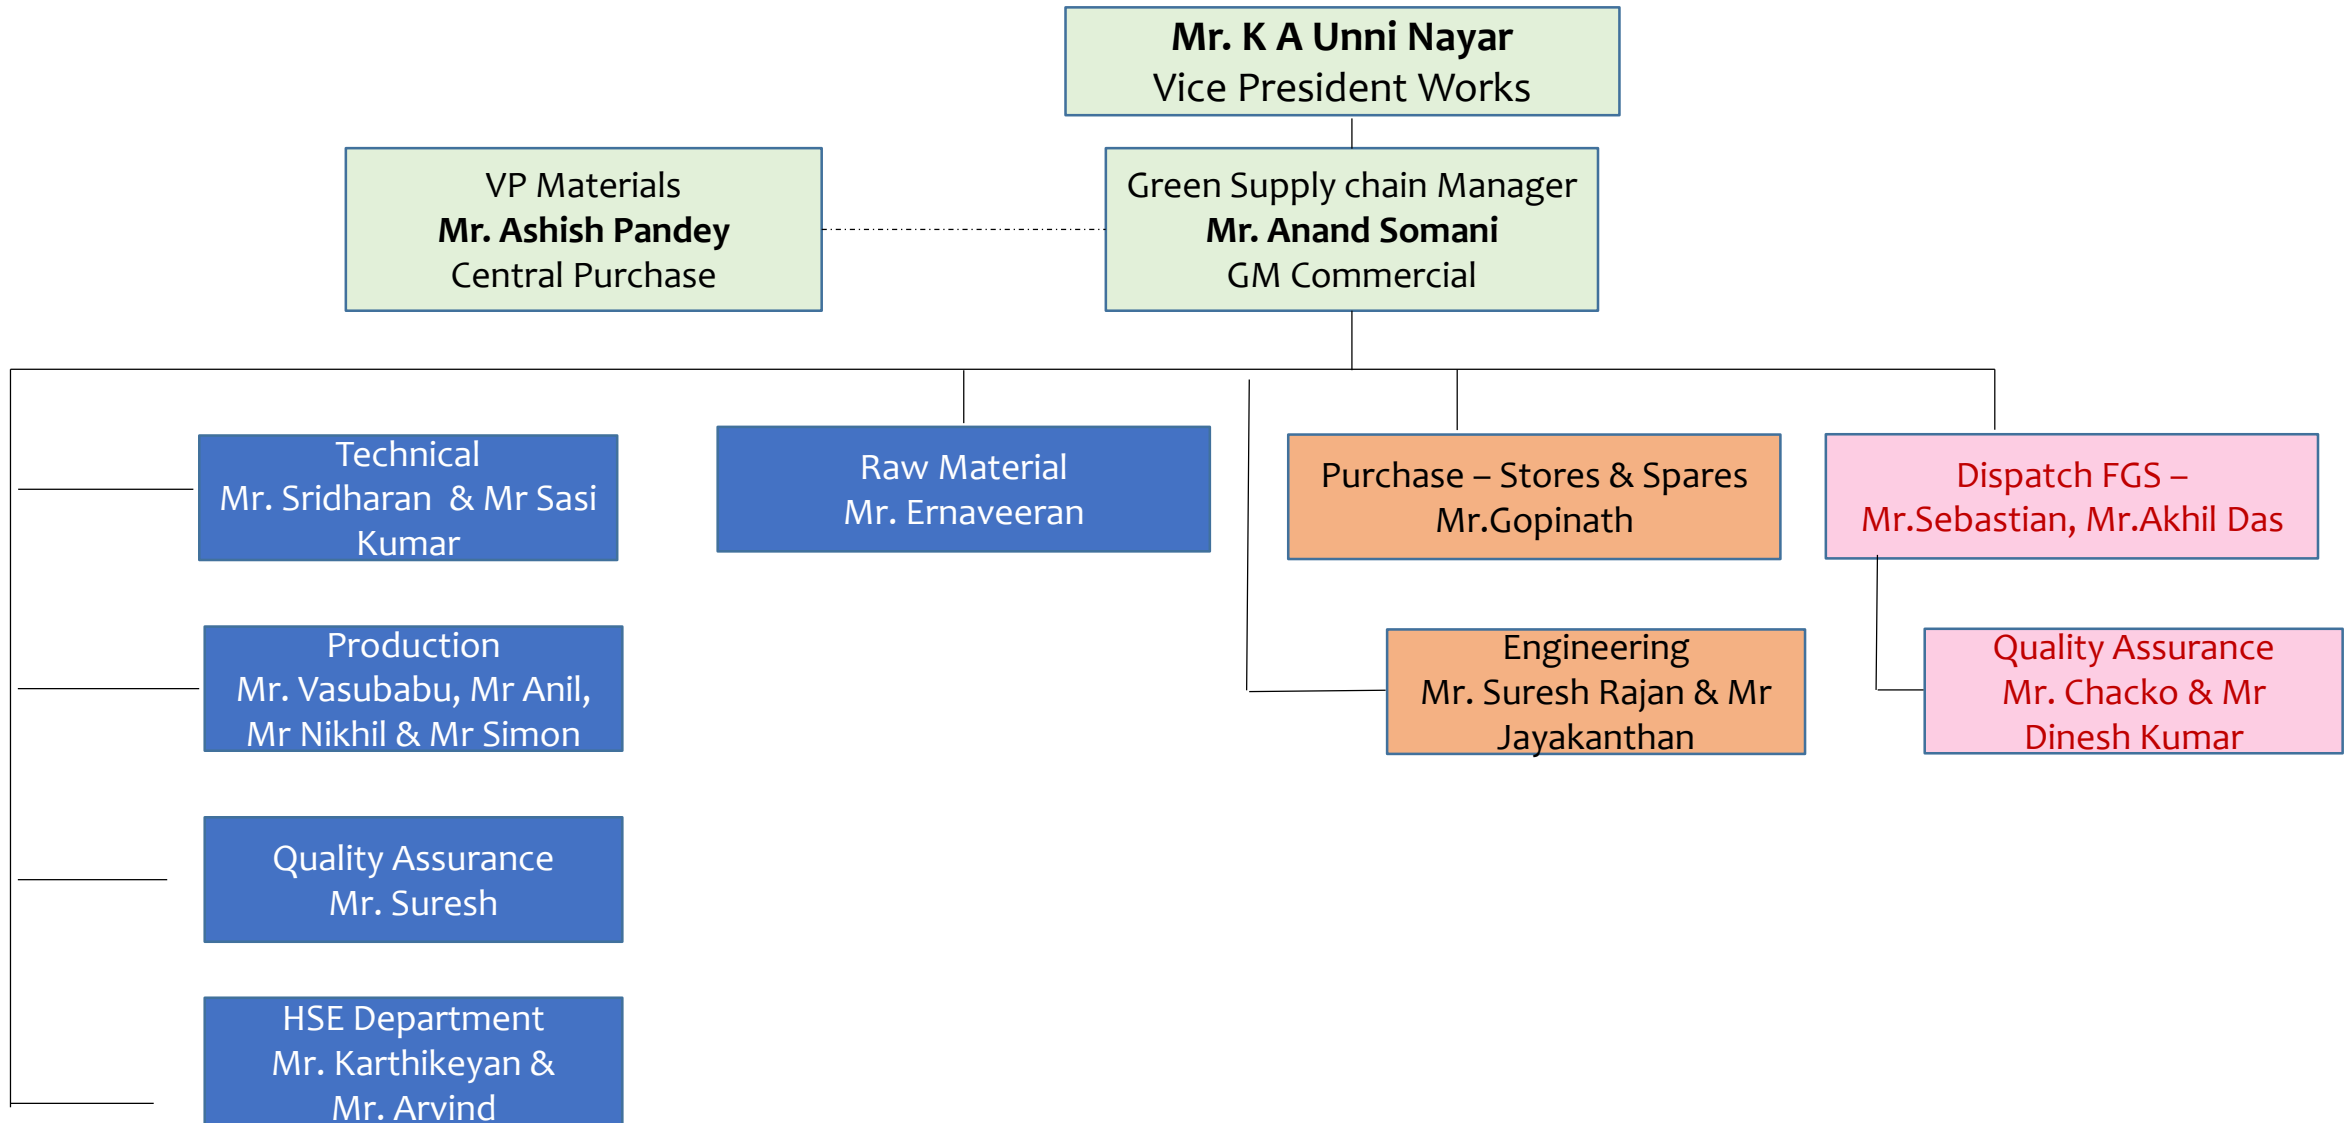 Mr. K A Unni Nayar
Vice President Works
VP Materials
Mr. Ashish Pandey
Central Purchase
Green Supply chain Manager
Mr. Anand Somani
GM Commercial
Technical
Mr. Sridharan  & Mr Sasi
Kumar
Raw Material
Mr. Ernaveeran
Purchase – Stores & Spares
Mr.Gopinath
Dispatch FGS –
Mr.Sebastian, Mr.Akhil Das
Production
Mr. Vasubabu, Mr Anil,
Mr Nikhil & Mr Simon
Engineering
Mr. Suresh Rajan & Mr
Jayakanthan
Quality Assurance
Mr. Chacko & Mr
Dinesh Kumar
Quality Assurance
Mr. Suresh
HSE Department
Mr. Karthikeyan &
Mr. Arvind